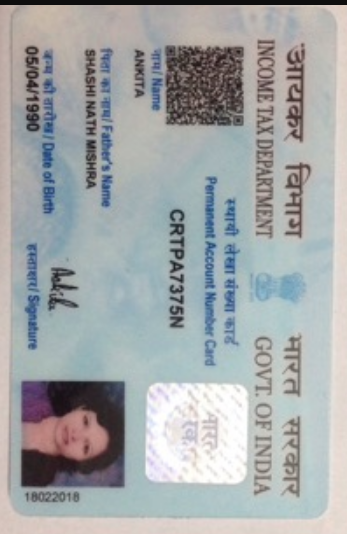 आयकर विभाग
INCOME TAX DEPARTMENT
भारत सरकार
GOVT. OF INDIA
स्थायी लेखा संख्या कार्ड
Permanent Account Number Card
CRTPA7375N
नाम/ Name
ANKITA
पिता का नाम/ Father's Name
SHASHI NATH MISHRA
जन्म की तारीख/ Date of Birth
05/04/1990
Ankita
हस्ताक्षर/ Signature
18022018